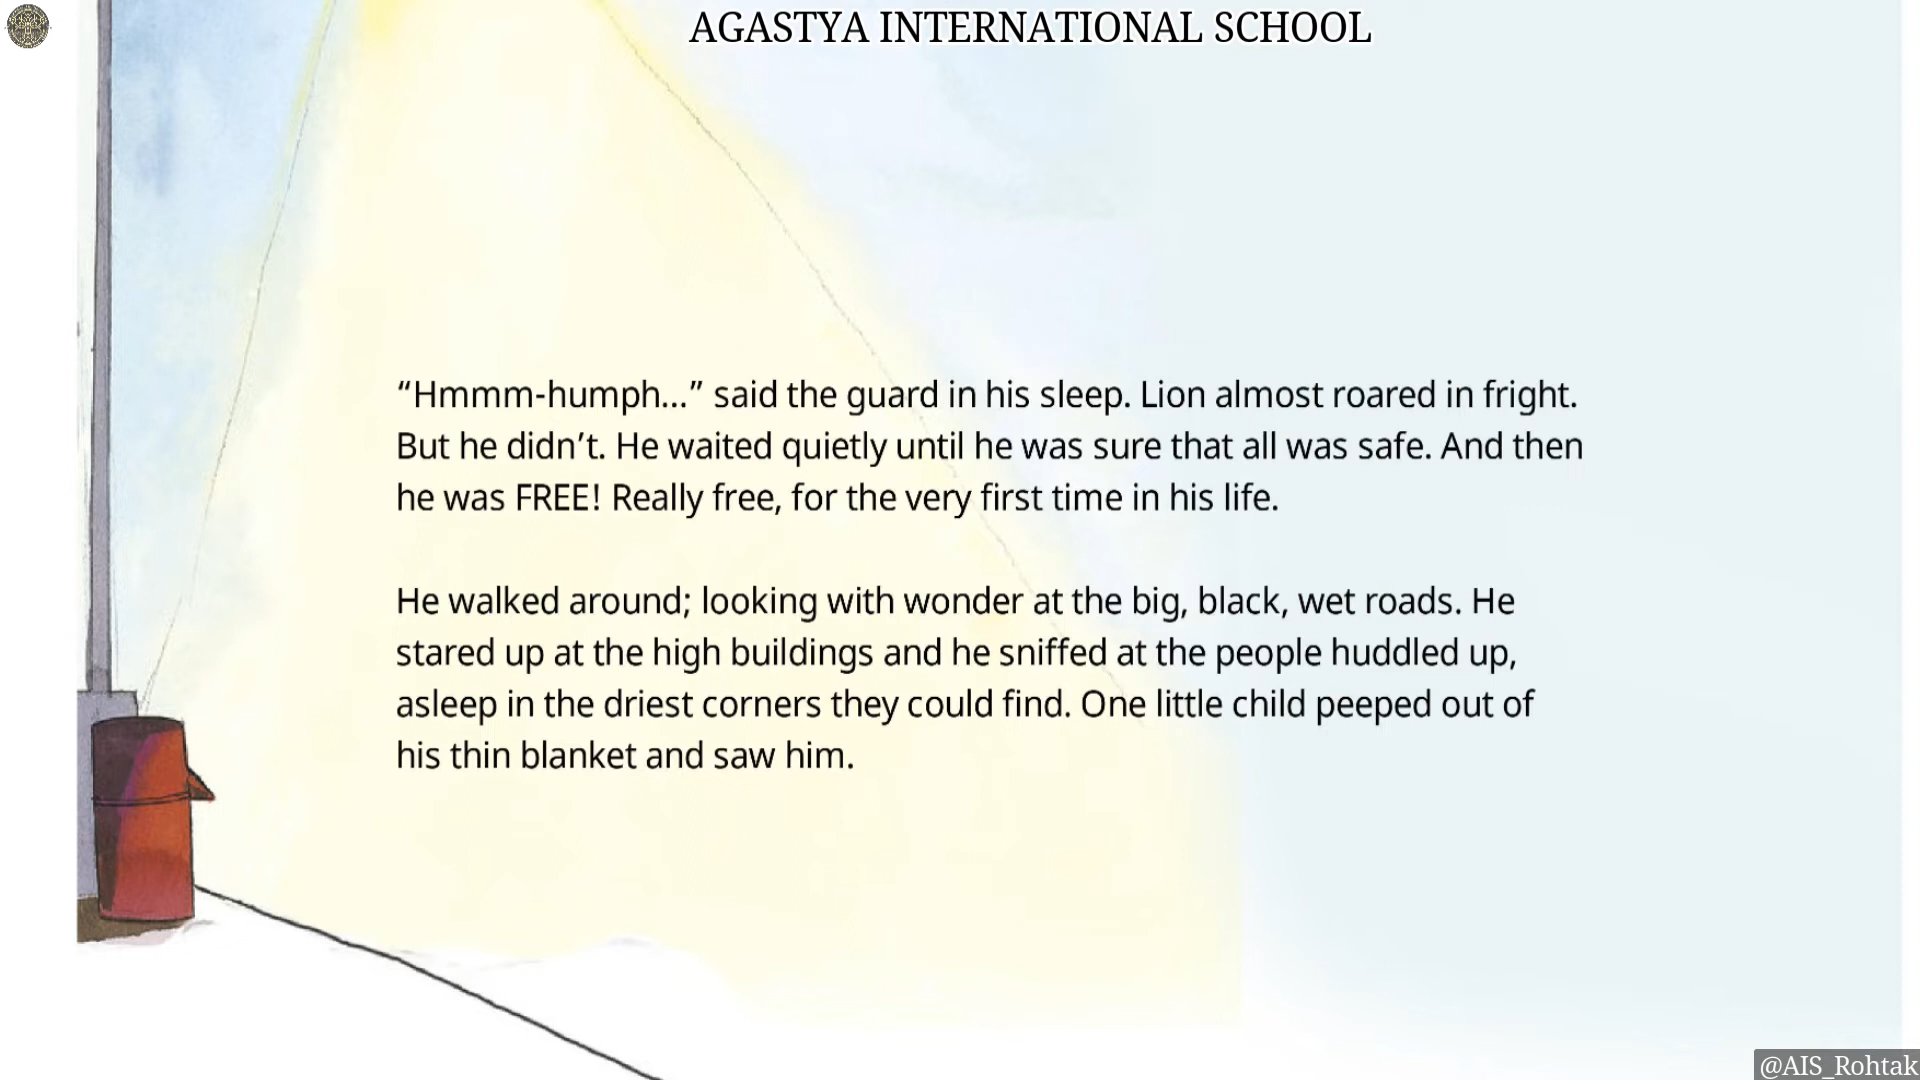 AGASTYA INTERNATIONAL SCHOOL
“Hmmm-humph...” said the guard in his sleep. Lion almost roared in fright.
But he didn’t. He waited quietly until he was sure that all was safe. And then
he was FREE! Really free, for the very first time in his life.
He walked around; looking with wonder at the big, black, wet roads. He
stared up at the high buildings and he sniffed at the people huddled up,
asleep in the driest corners they could find. One little child peeped out of
his thin blanket and saw him.
@AIS_Rohtak